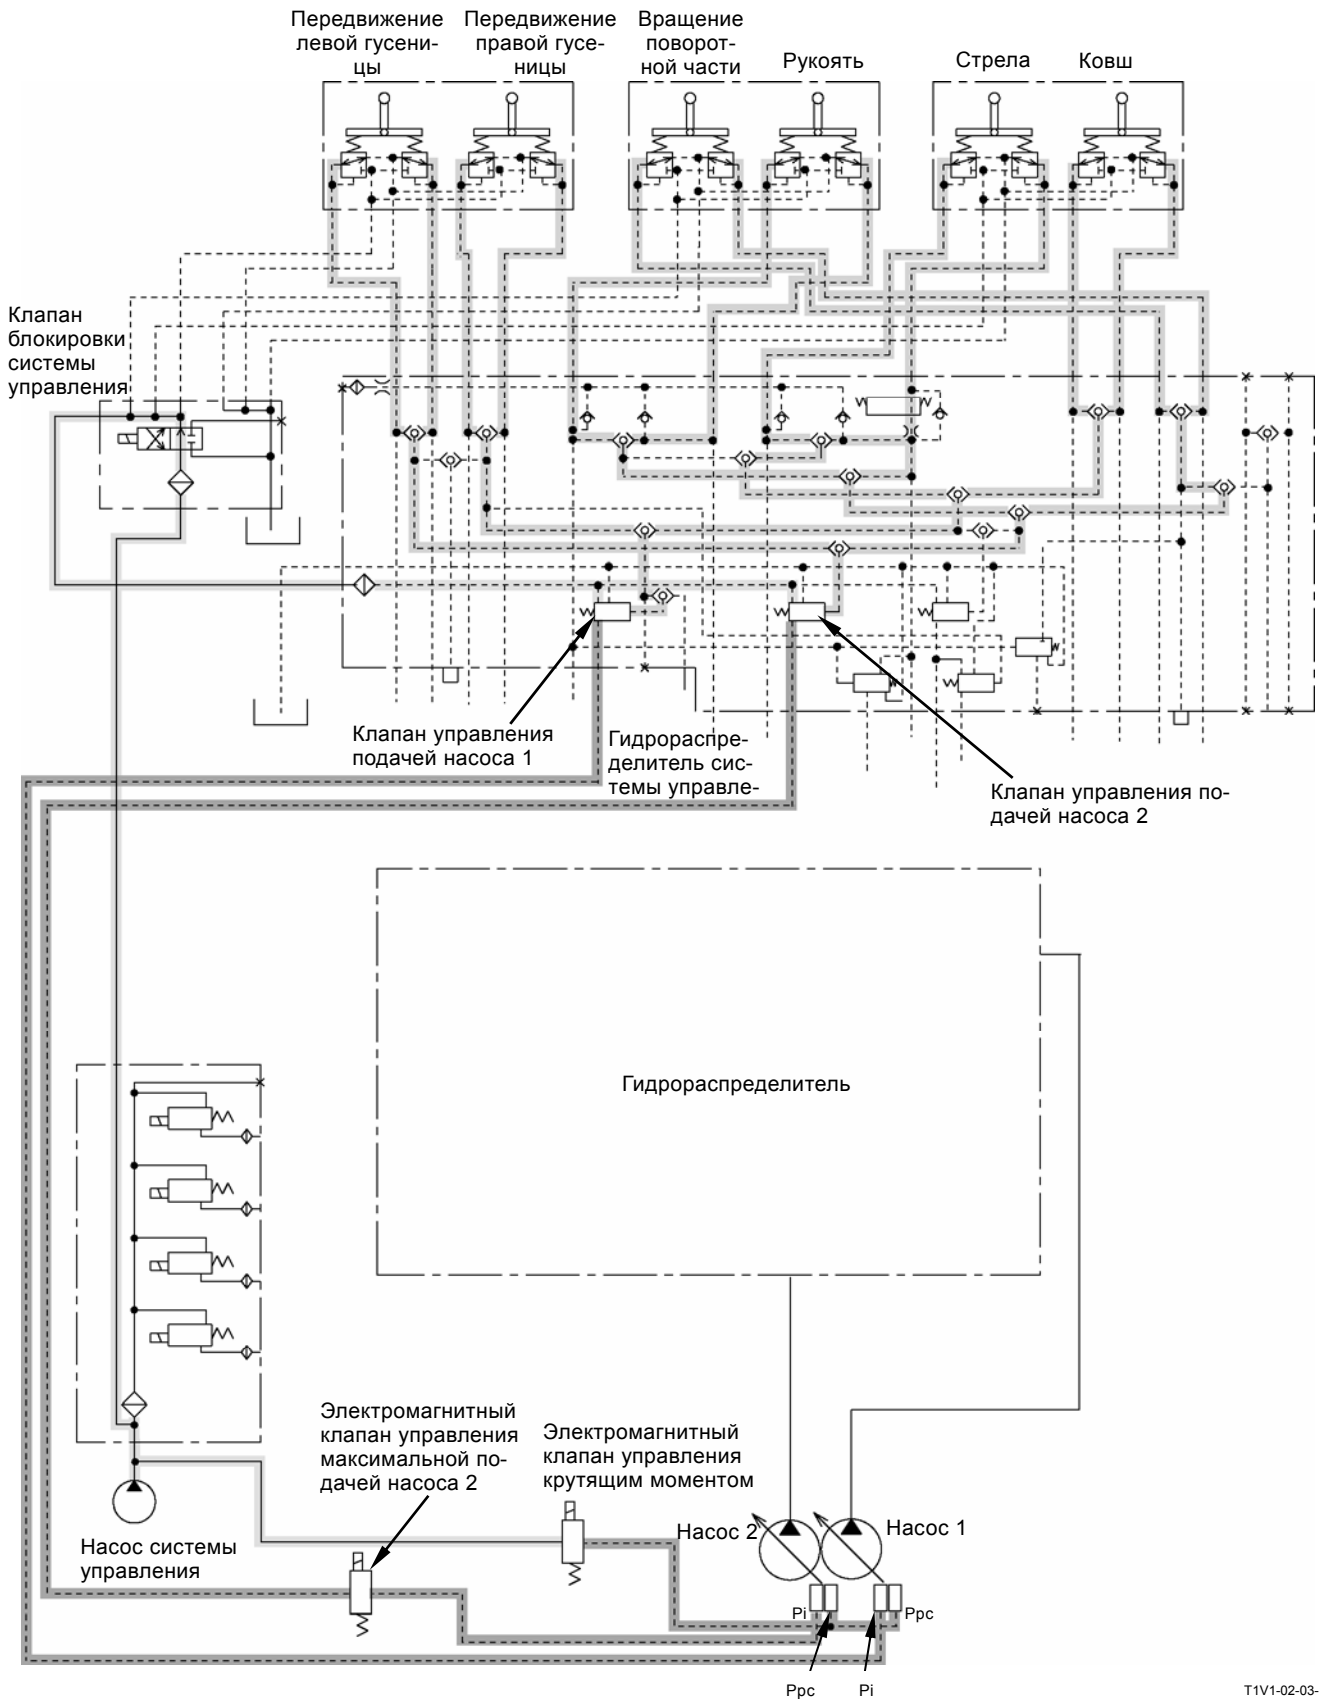 Передвижение
левой гусени-
цы
Передвижение
правой гусе-
ницы
Вращение
поворот-
ной части
Рукоять
Стрела
Ковш
Клапан
блокировки
системы
управления
Клапан управления
подачей насоса 1
Гидрораспре-
делитель сис-
темы управле-
Клапан управления по-
дачей насоса 2
Гидрораспределитель
Электромагнитный
клапан управления
максимальной по-
дачей насоса 2
Электромагнитный
клапан управления
крутящим моментом
Насос системы
управления
Насос 2
Насос 1
Pi
Ppc
Ppc
Pi
T1V1-02-03-